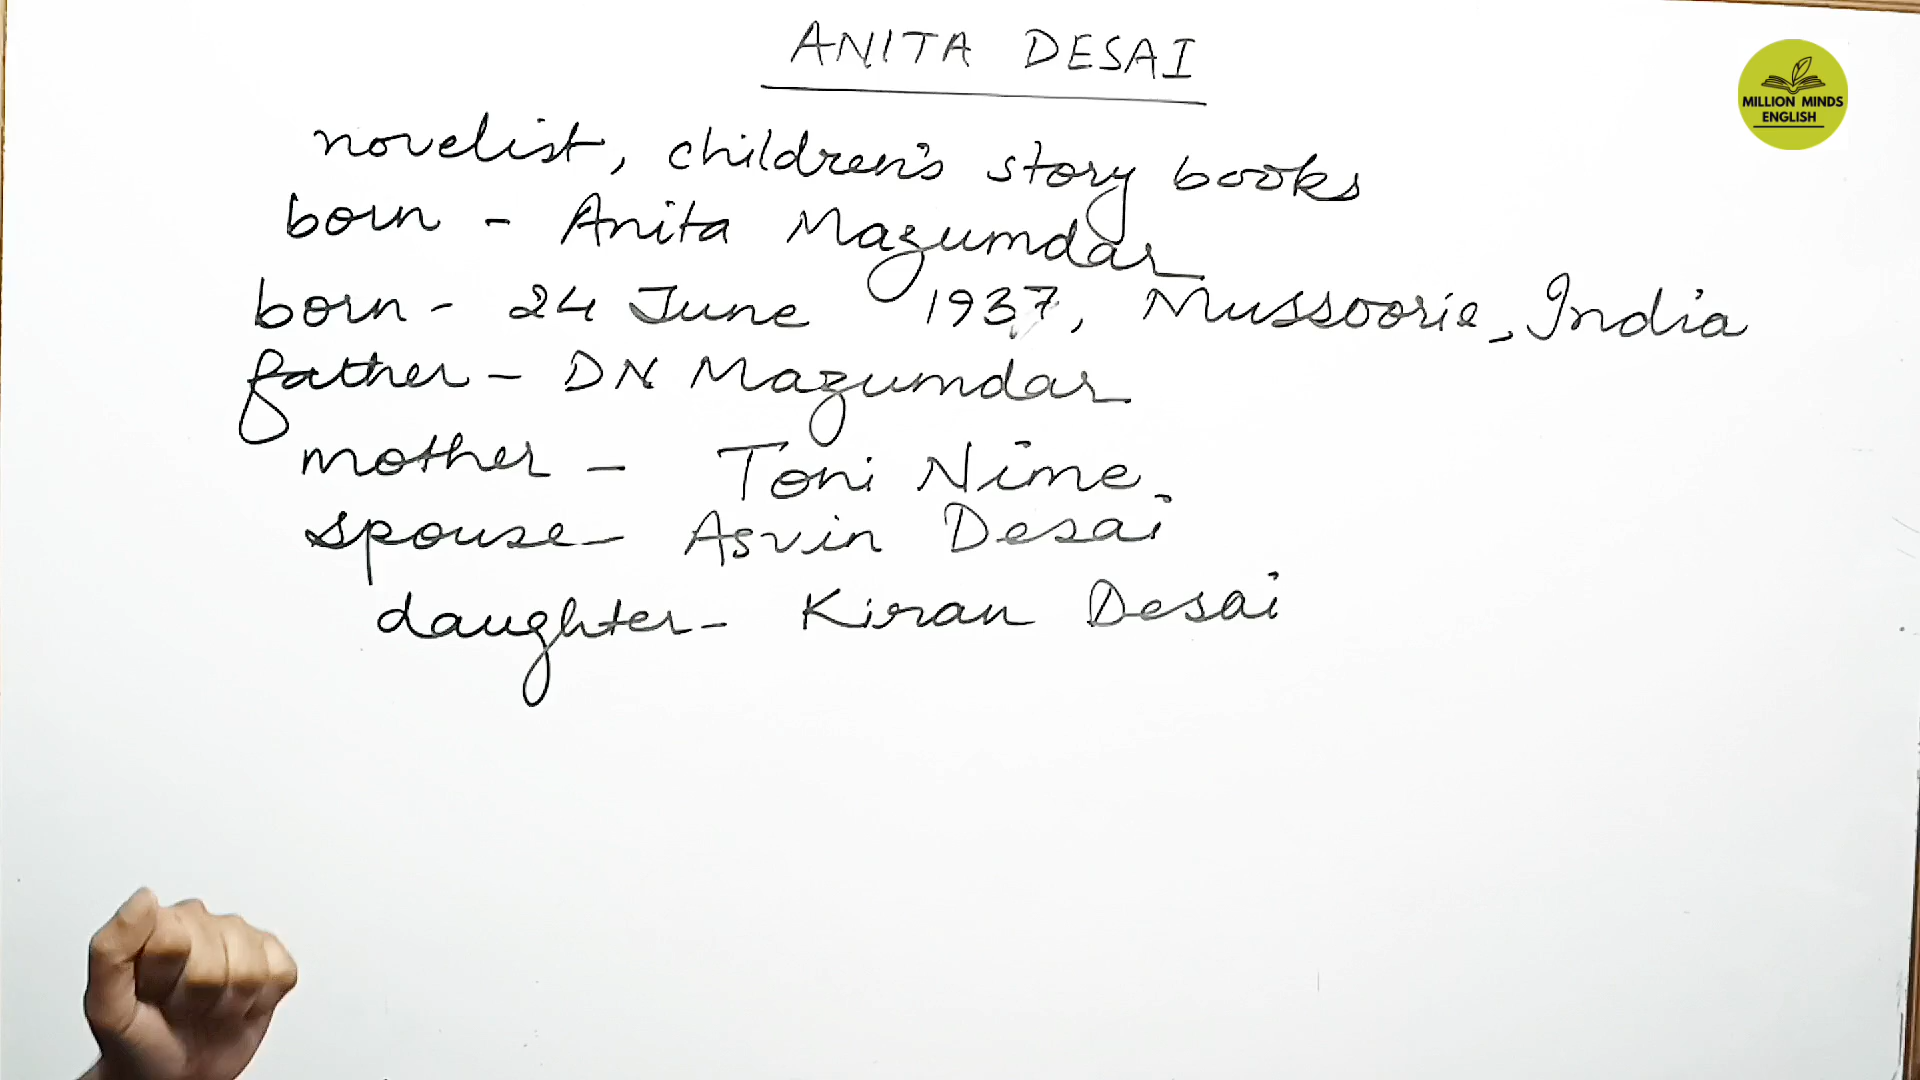 ANITA DESAI
MILLION MINDS
ENGLISH
novelist, children's story books
born - Anita Mazumdar
born - 24 June 1937, Mussoorie, India
father - DN Mazumdar
mother - Toni Nime
spouse - Asvin Desai
daughter - Kiran Desai